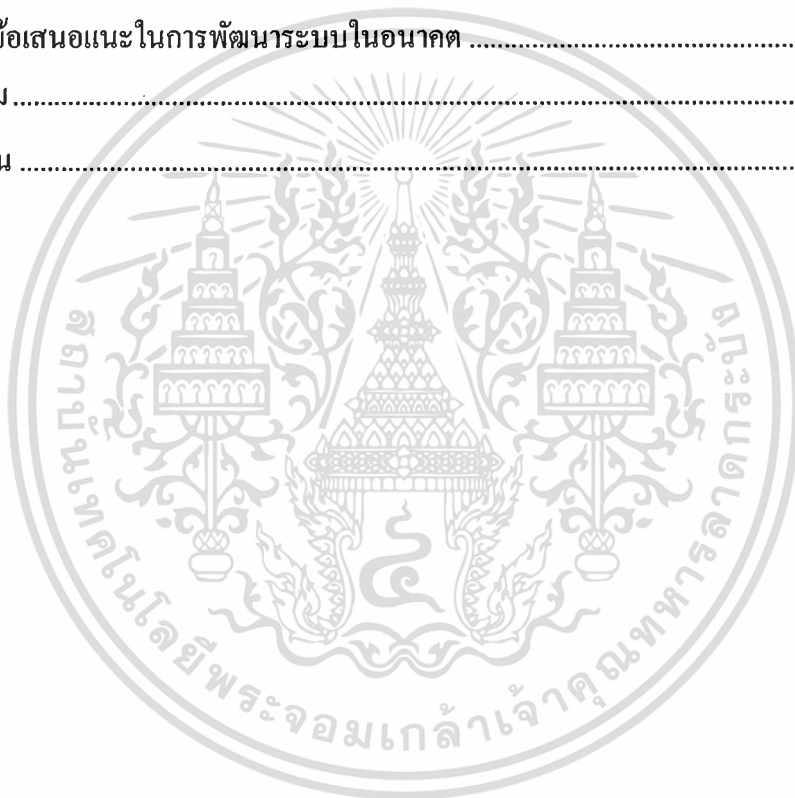 ข้อเสนอแนะในการพัฒนาระบบในอนาคต ................................................
ม ................................................
น ................................................
สถาบันเทคโนโลยีพระจอมเกล้าเจ้าคุณทหารลาดกระบัง
๔